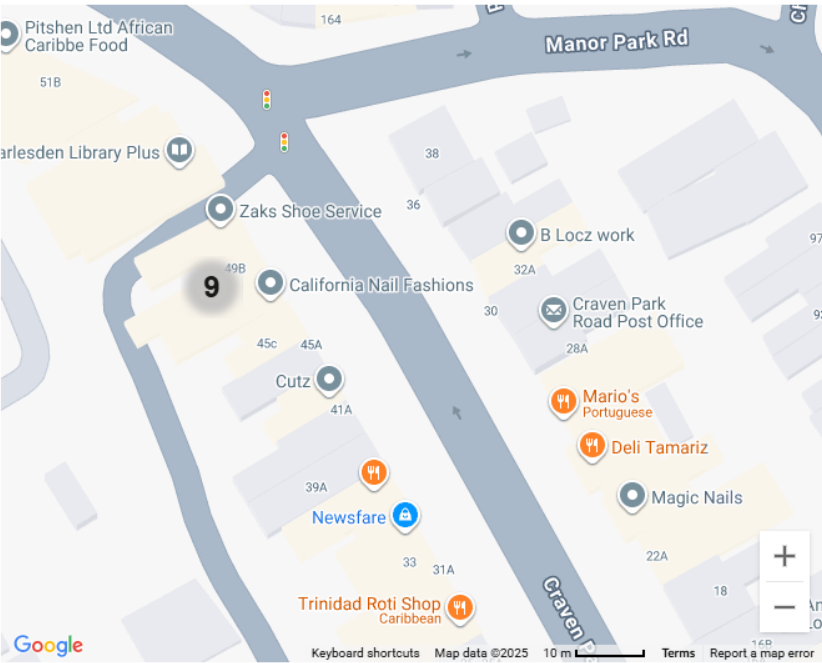 164
Pitshen Ltd African
Caribbe Food
Manor Park Rd
51B
arlesden Library Plus
38
36
Zaks Shoe Service
B Locz work
97
49B
9
32A
California Nail Fashions
30
Craven Park
Road Post Office
45c
45A
28A
Cutz
41A
Mario's
Portuguese
Deli Tamariz
39A
Magic Nails
Newsfare
33
31A
22A
18
Trinidad Roti Shop
Caribbean
Craven
16B
Google
Keyboard shortcuts
Map data ©2025
10 m
Terms
Report a map error